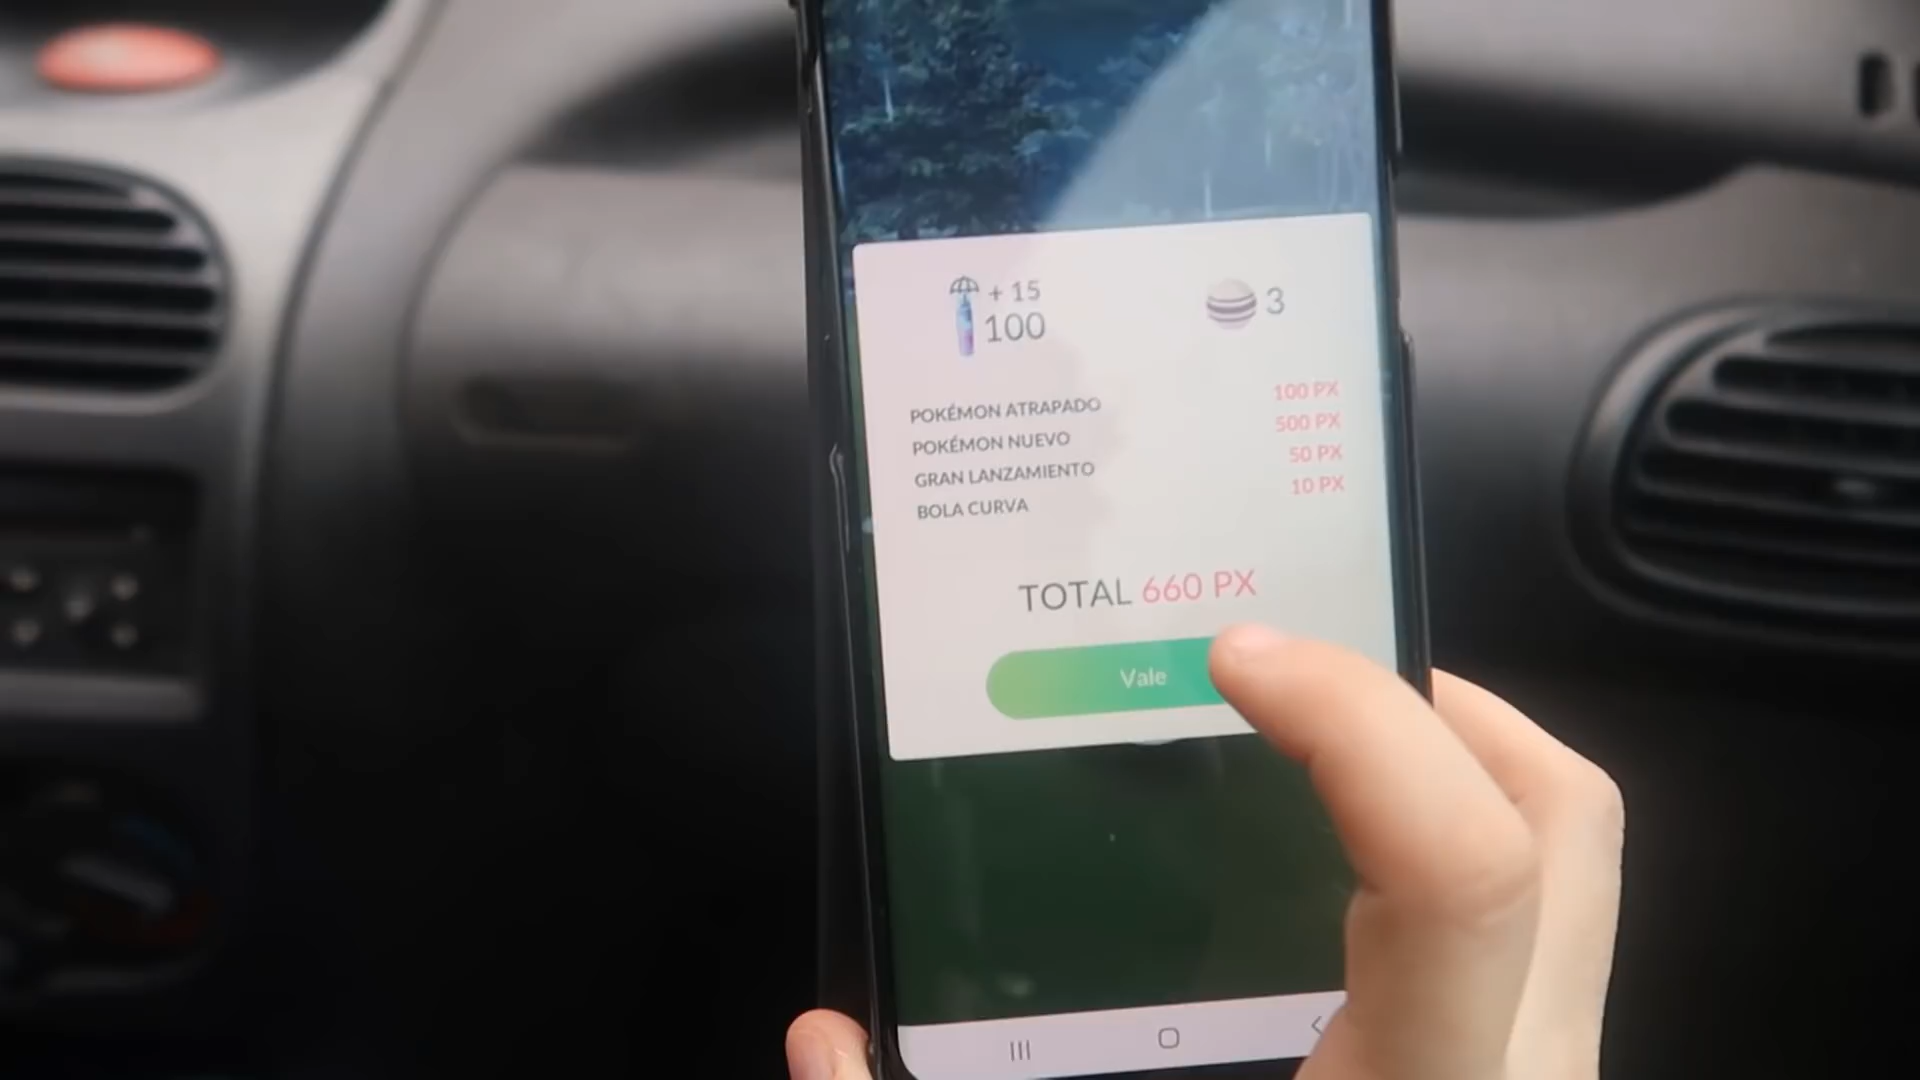 + 15
100
3
POKÉMON ATRAPADO 100 PX
POKÉMON NUEVO 500 PX
GRAN LANZAMIENTO 50 PX
BOLA CURVA 10 PX
TOTAL 660 PX
Vale